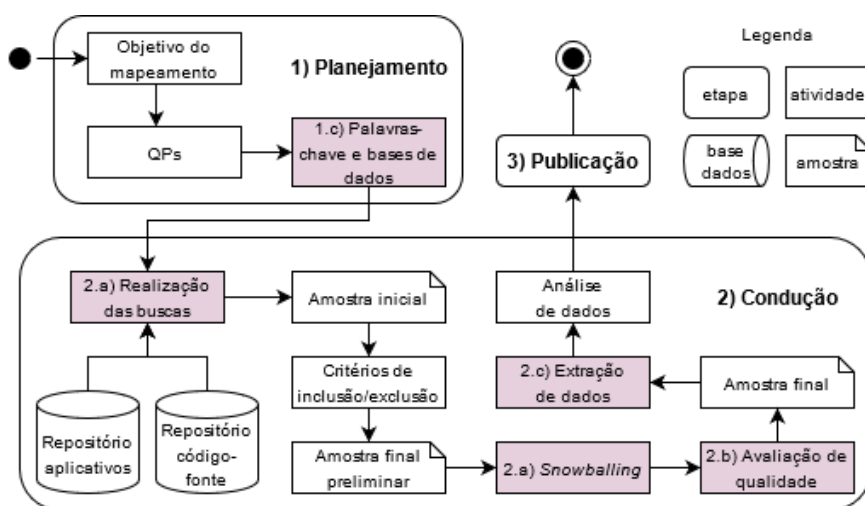 Objetivo do
mapeamento
1) Planejamento
QPs
1.c) Palavras-
chave e bases de
dados
3) Publicação
Legenda
etapa
atividade
base
dados
amostra
2.a) Realização
das buscas
Amostra inicial
Análise
de dados
2) Condução
Critérios de
inclusão/exclusão
2.c) Extração
de dados
Amostra final
Repositório
aplicativos
Repositório
código-
fonte
Amostra final
preliminar
2.a) Snowballing
2.b) Avaliação de
qualidade